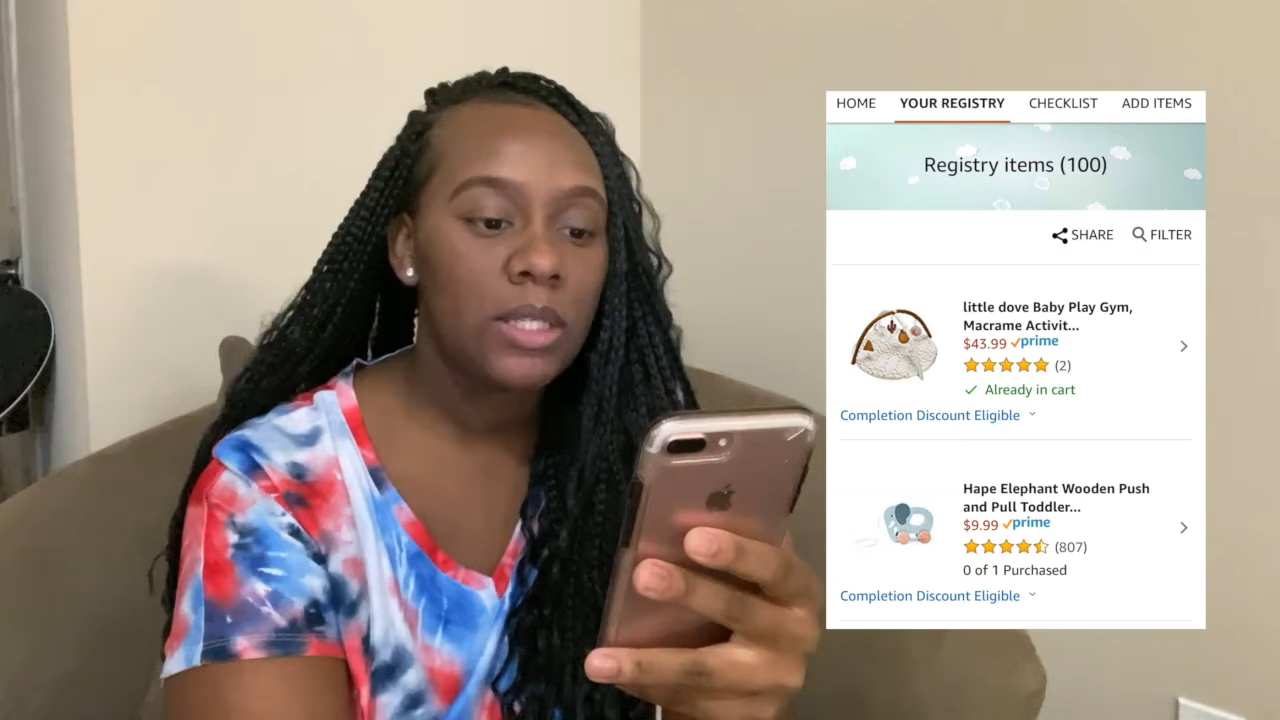 HOME YOUR REGISTRY CHECKLIST ADD ITEMS
Registry items (100)
SHARE FILTER
little dove Baby Play Gym,
Macrame Activit...
$43.99 prime
(2)
Already in cart
Completion Discount Eligible
Hape Elephant Wooden Push
and Pull Toddler...
$9.99 prime
(807)
0 of 1 Purchased
Completion Discount Eligible